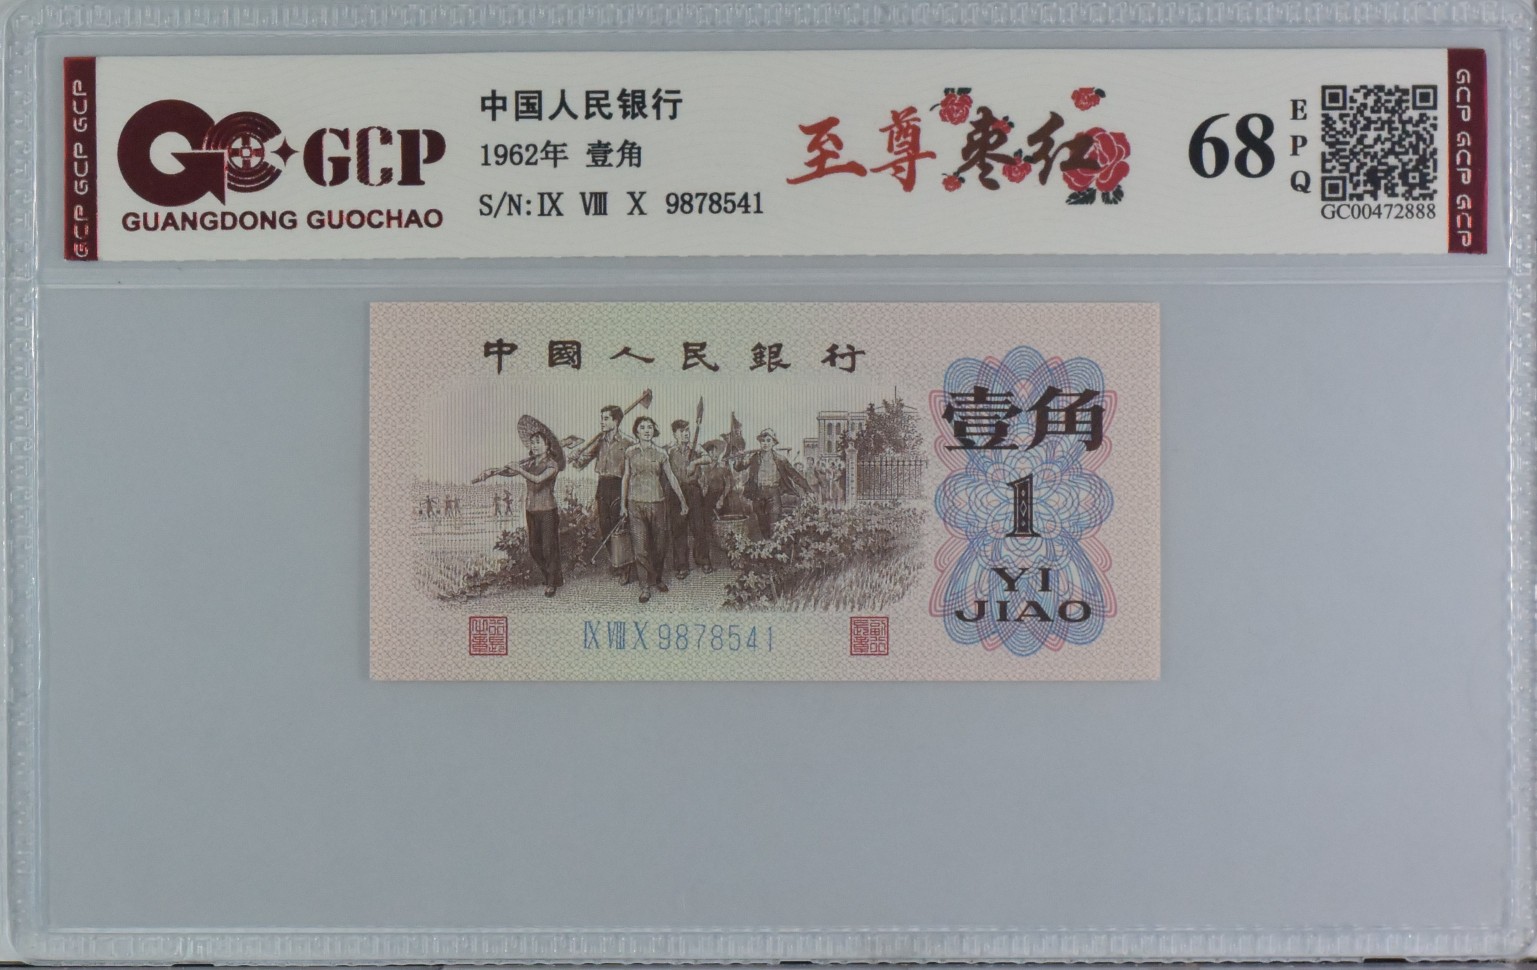 GCP GCP GCP
GCP
GUANGDONG GUOCHAO
中国人民银行
1962年 壹角
S/N:Ⅸ Ⅷ Ⅹ 9878541
至尊枣红
68
EPQ
GC00472888
GCP GCP GCP
中國人民銀行
壹角
1
YI
JIAO
ⅨⅧⅩ9878541